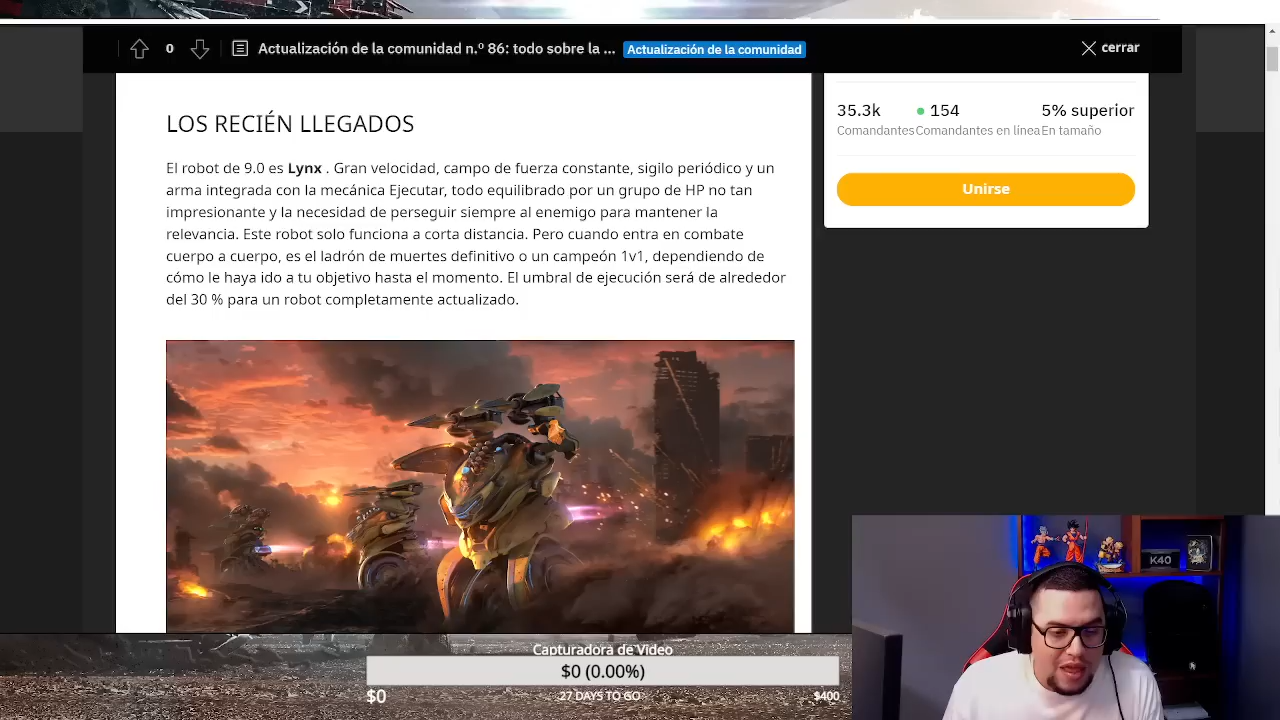 0
Actualización de la comunidad n.º 86: todo sobre la ...
Actualización de la comunidad
cerrar
LOS RECIÉN LLEGADOS
El robot de 9.0 es Lynx . Gran velocidad, campo de fuerza constante, sigilo periódico y un
arma integrada con la mecánica Ejecutar, todo equilibrado por un grupo de HP no tan
impresionante y la necesidad de perseguir siempre al enemigo para mantener la
relevancia. Este robot solo funciona a corta distancia. Pero cuando entra en combate
cuerpo a cuerpo, es el ladrón de muertes definitivo o un campeón 1v1, dependiendo de
cómo le haya ido a tu objetivo hasta el momento. El umbral de ejecución será de alrededor
del 30 % para un robot completamente actualizado.
35.3k
154
5% superior
Comandantes
Comandantes en línea
En tamaño
Unirse
K40
Capturadora de Video
$0 (0.00%)
$0
27 DAYS TO GO
$400